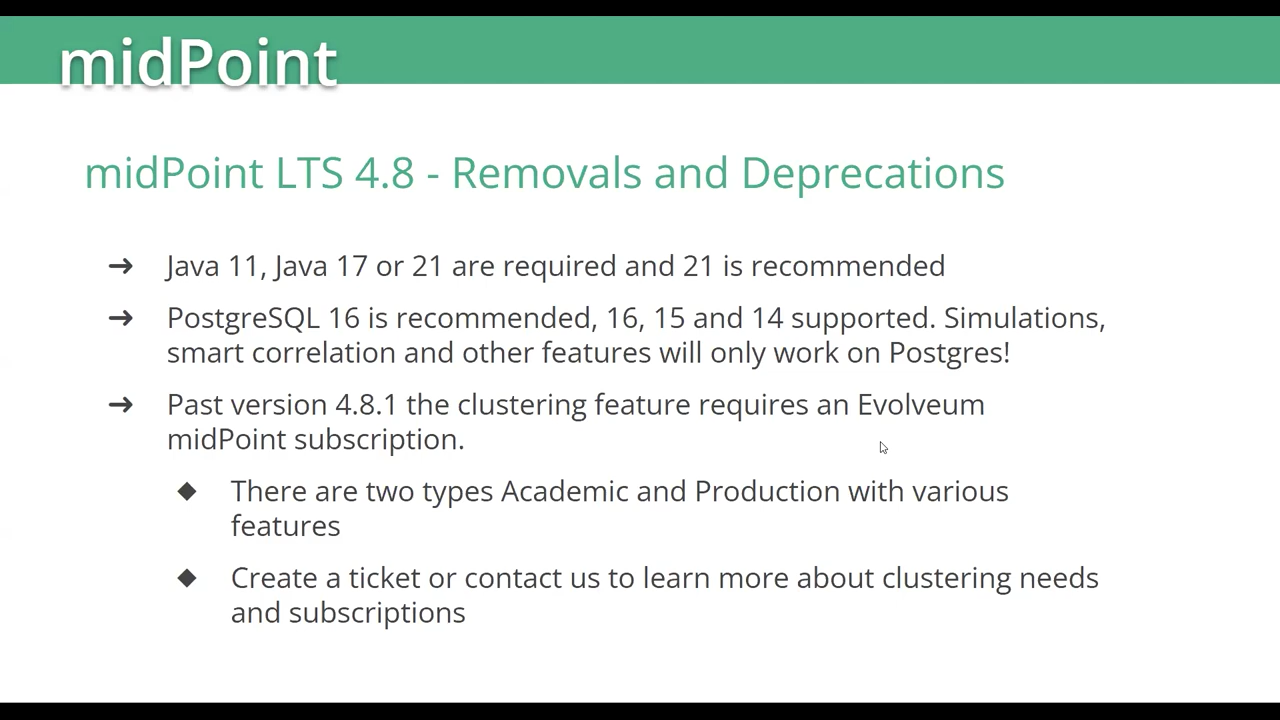 midPoint
midPoint LTS 4.8 - Removals and Deprecations
➔ Java 11, Java 17 or 21 are required and 21 is recommended
➔ PostgreSQL 16 is recommended, 16, 15 and 14 supported. Simulations,
smart correlation and other features will only work on Postgres!
➔ Past version 4.8.1 the clustering feature requires an Evolveum
midPoint subscription.
◆ There are two types Academic and Production with various
features
◆ Create a ticket or contact us to learn more about clustering needs
and subscriptions